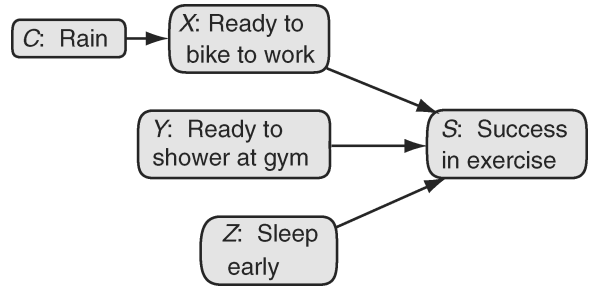 C: Rain
X: Ready to
bike to work
Y: Ready to
shower at gym
S: Success
in exercise
Z: Sleep
early